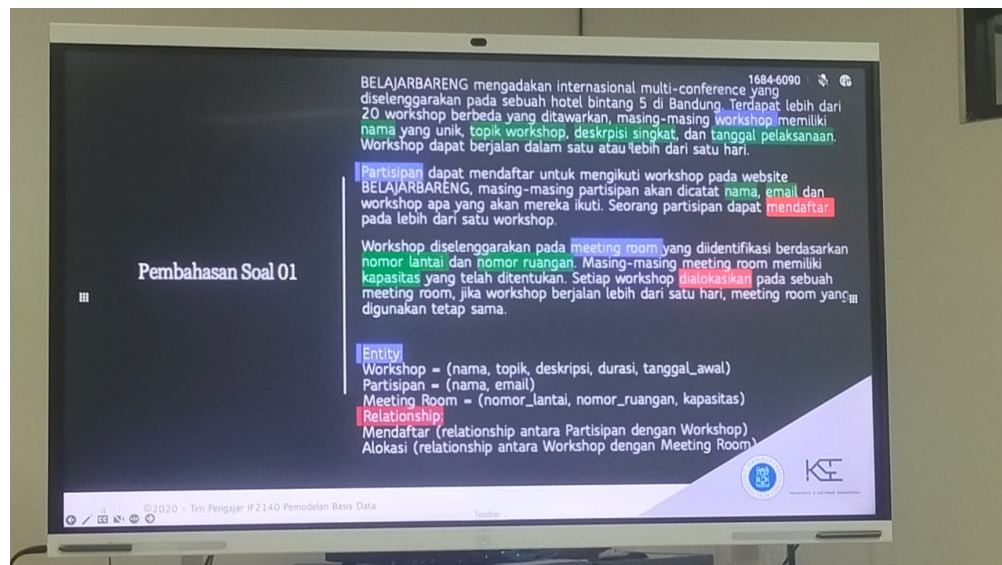 1684-6090
BELAJARBARENG mengadakan internasional multi-conference yang
diselenggarakan pada sebuah hotel bintang 5 di Bandung. Terdapat lebih dari
20 workshop berbeda yang ditawarkan, masing-masing workshop memiliki
nama yang unik, topik workshop, deskrpisi singkat, dan tanggal pelaksanaan.
Workshop dapat berjalan dalam satu atau lebih dari satu hari.
Partisipan dapat mendaftar untuk mengikuti workshop pada website
BELAJARBARENG, masing-masing partisipan akan dicatat nama, email dan
workshop apa yang akan mereka ikuti. Seorang partisipan dapat mendaftar
pada lebih dari satu workshop.
Workshop diselenggarakan pada meeting room yang diidentifikasi berdasarkan
nomor lantai dan nomor ruangan. Masing-masing meeting room memiliki
kapasitas yang telah ditentukan. Setiap workshop dialokasikan pada sebuah
meeting room, jika workshop berjalan lebih dari satu hari, meeting room yang
digunakan tetap sama.
Pembahasan Soal 01
Entity:
Workshop = (nama, topik, deskripsi, durasi, tanggal_awal)
Partisipan = (nama, email)
Meeting Room = (nomor_lantai, nomor_ruangan, kapasitas)
Relationship:
Mendaftar (relationship antara Partisipan dengan Workshop)
Alokasi (relationship antara Workshop dengan Meeting Room)
©2020 - Tim Pengajar IF2140 Pemodelan Basis Data
Toolbar